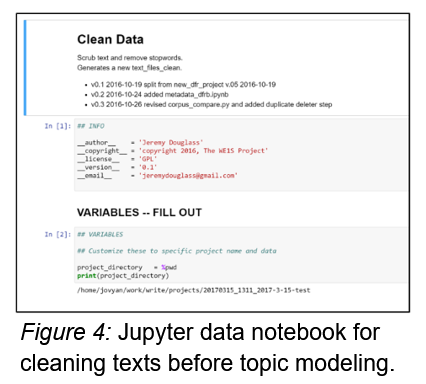 Clean Data
Scrub text and remove stopwords.
Generates a new text_files_clean.
• v0.1 2016-10-19 split from new_dfr_project v.05 2016-10-19
• v0.2 2016-10-24 added metadata_dfrb.ipynb
• v0.3 2016-10-26 revised corpus_compare.py and added duplicate deleter step
In [1]: ## INFO
__author__ = 'Jeremy Douglass'
__copyright__ = 'copyright 2016, The WE1S Project'
__license__ = 'GPL'
__version__ = '0.1'
__email__ = 'jeremydouglass@gmail.com'
VARIABLES -- FILL OUT
In [2]: ## VARIABLES
## Customize these to specific project name and data
project_directory = %pwd
print(project_directory)
/home/jovyan/work/write/projects/20170315_1311_2017-3-15-test
Figure 4: Jupyter data notebook for
cleaning texts before topic modeling.